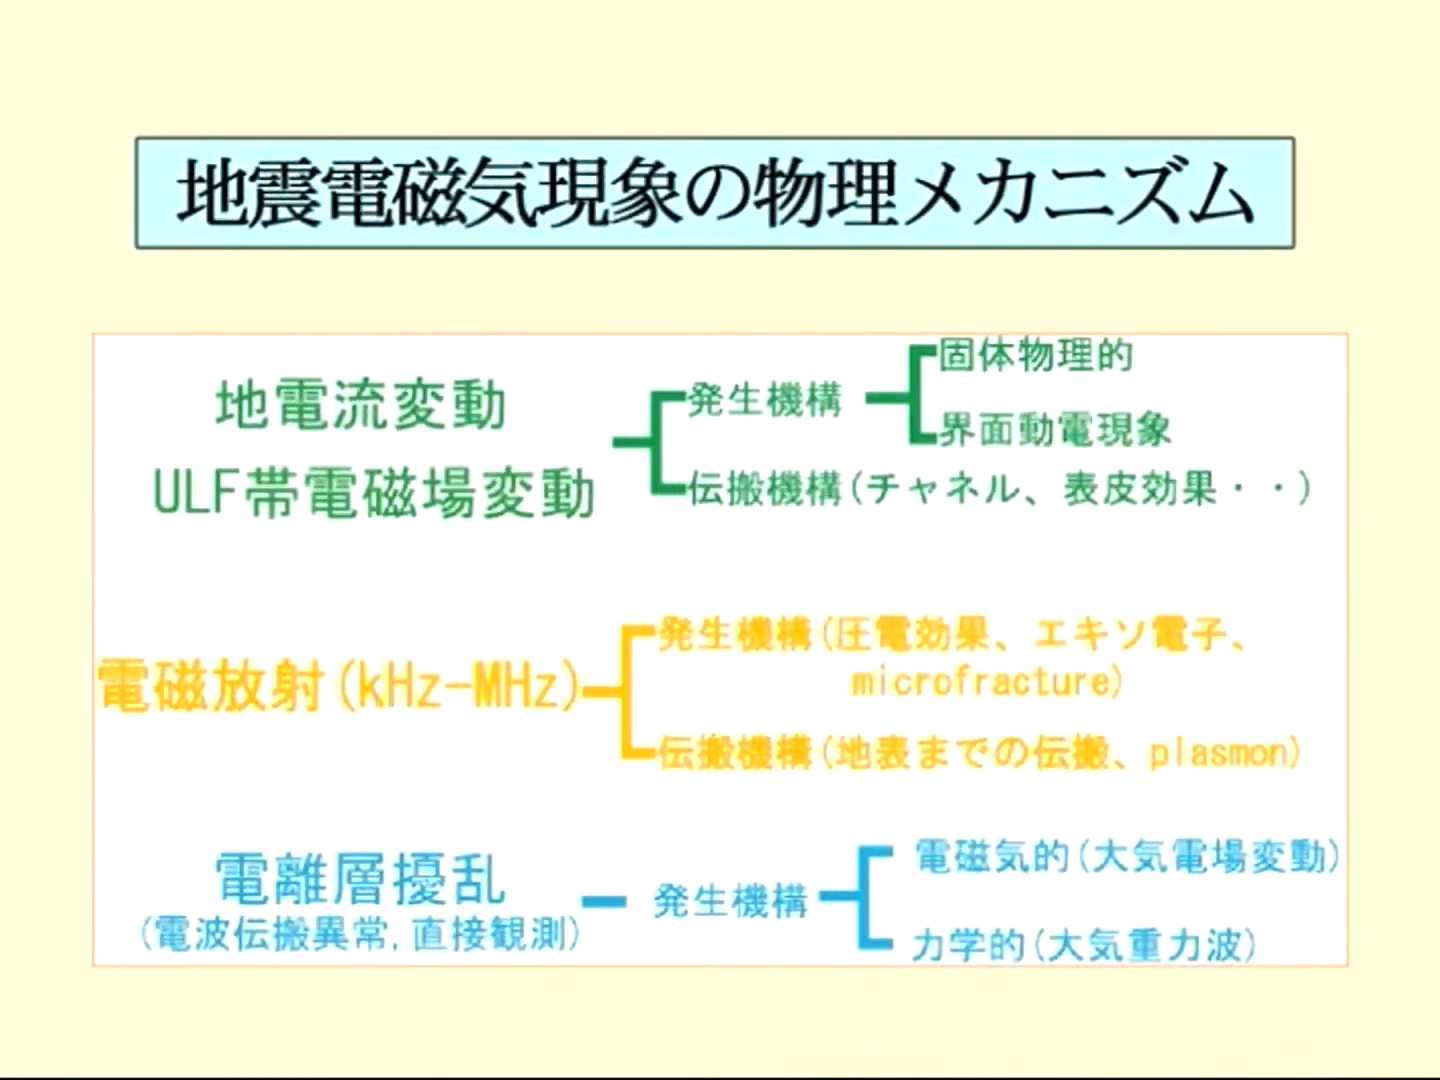 地震電磁気現象の物理メカニズム
地電流変動
ULF帯電磁場変動
発生機構
固体物理的
界面動電現象
伝搬機構(チャネル、表皮効果・・)
電磁放射(kHz-MHz)
発生機構(圧電効果、エキソ電子、
microfracture)
伝搬機構(地表までの伝搬、plasmon)
電離層擾乱
(電波伝搬異常,直接観測)
発生機構
電磁気的(大気電場変動)
力学的(大気重力波)